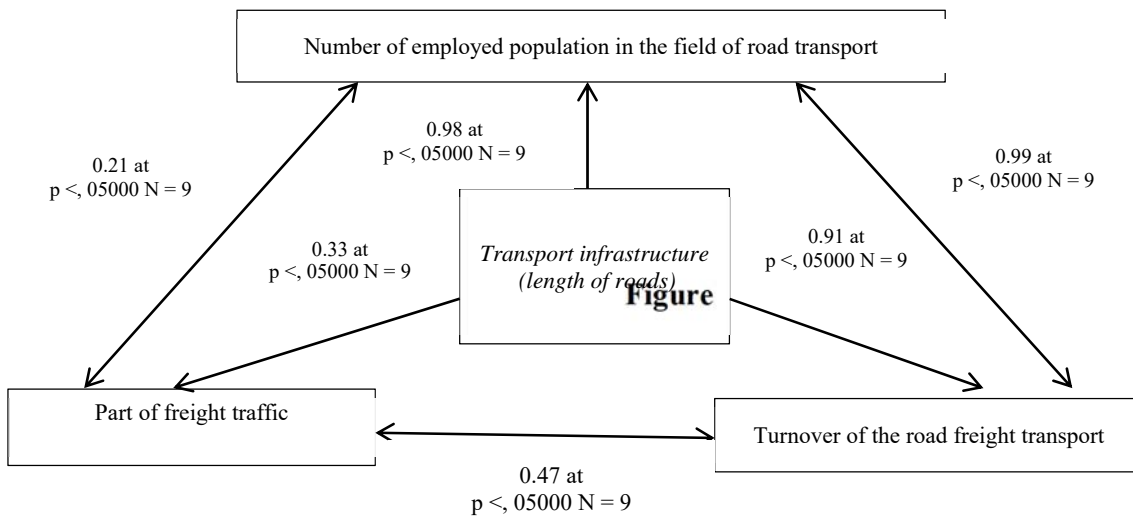 Number of employed population in the field of road transport
0.98 at
p <, 05000 N = 9
0.21 at
p <, 05000 N = 9
0.99 at
p <, 05000 N = 9
0.33 at
p <, 05000 N = 9
Transport infrastructure
(length of roads)
Figure
0.91 at
p <, 05000 N = 9
Part of freight traffic
Turnover of the road freight transport
0.47 at
p <, 05000 N = 9